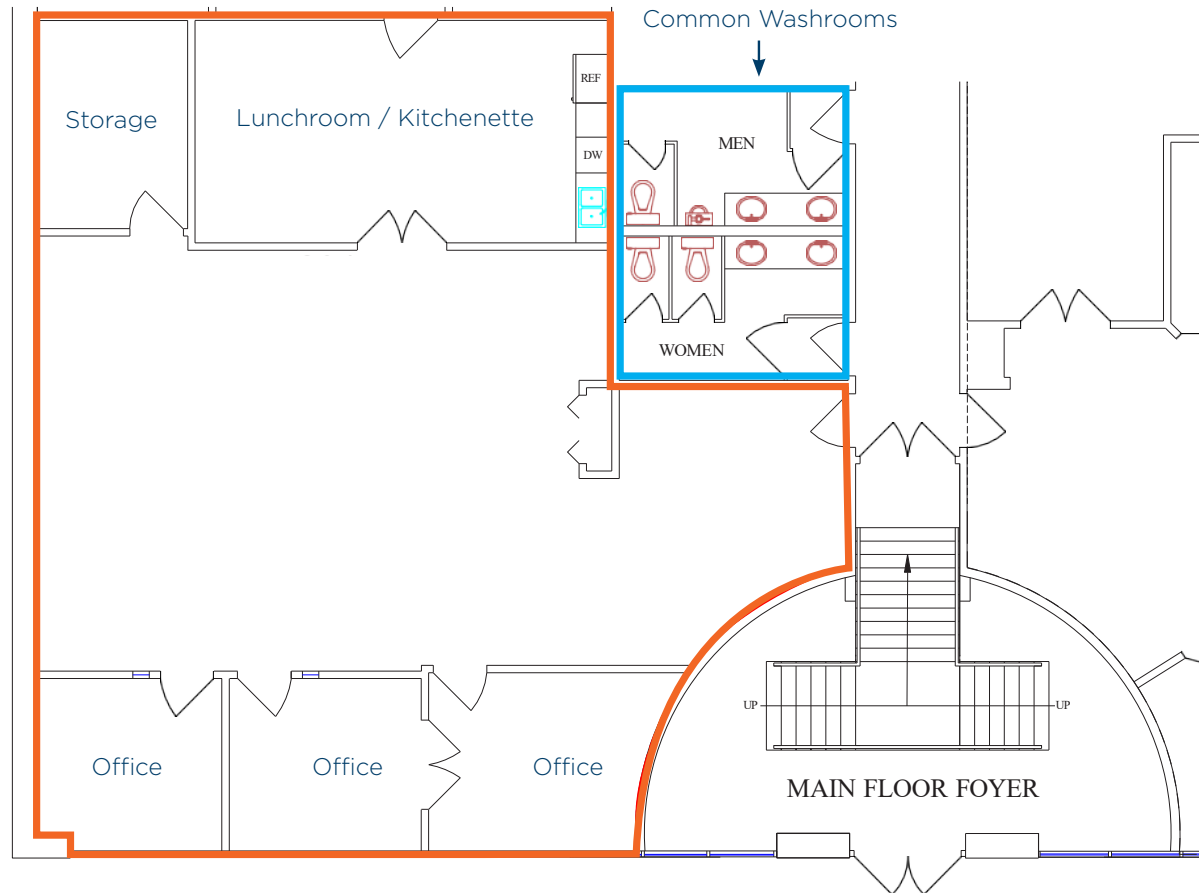 Common Washrooms
REF
Storage
Lunchroom / Kitchenette
MEN
DW
WOMEN
UP
UP
Office
Office
Office
MAIN FLOOR FOYER